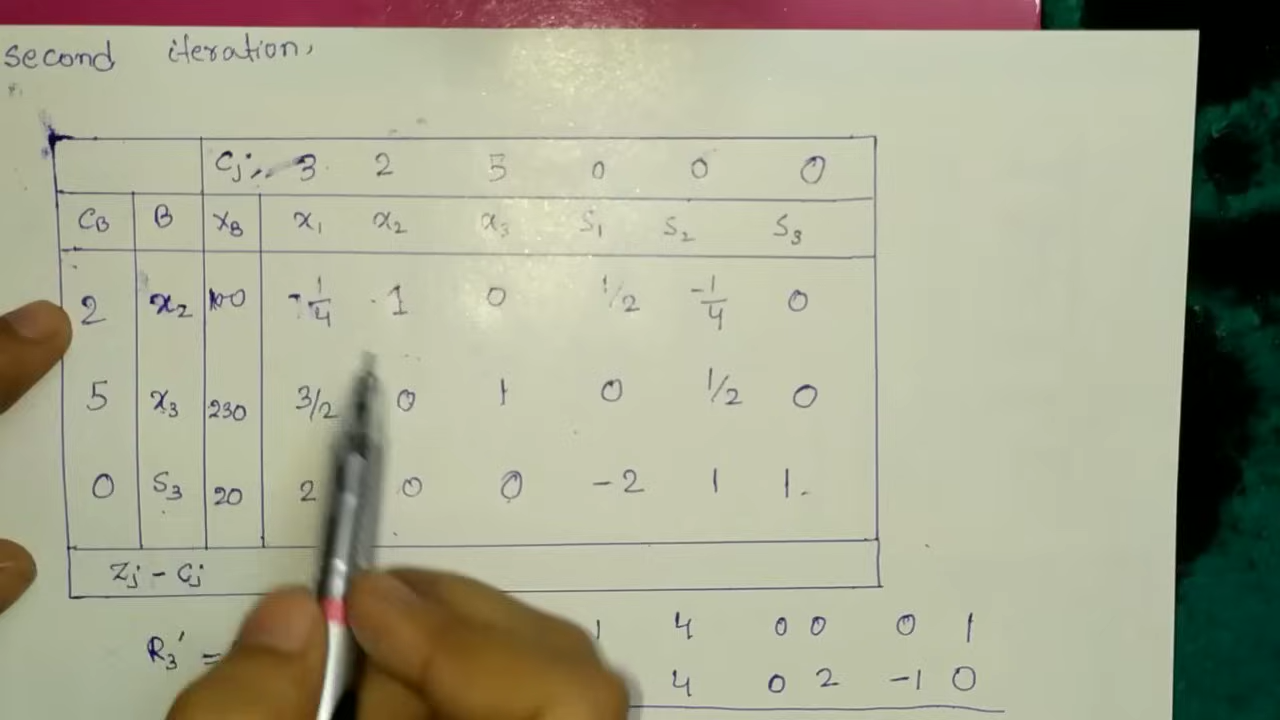 second iteration,
Cj 3 2 5 0 0 0
CB B XB x₁ x₂ x₃ S₁ S₂ S₃
2 x₂ 100 -1/4 1 0 1/2 -1/4 0
5 x₃ 230 3/2 0 1 0 1/2 0
0 S₃ 20 2 0 0 -2 1 1
Zj - Cj
R₃' = 1 4 0 0 0 1
4 0 2 -1 0